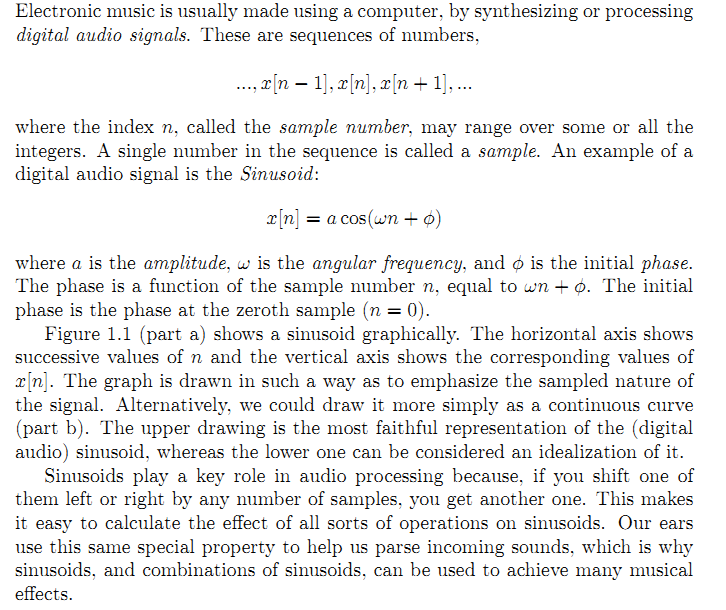 Electronic music is usually made using a computer, by synthesizing or processing
digital audio signals. These are sequences of numbers,
..., x[n − 1], x[n], x[n + 1], ...
where the index n, called the sample number, may range over some or all the
integers. A single number in the sequence is called a sample. An example of a
digital audio signal is the Sinusoid:
x[n] = a cos(ωn + ϕ)
where a is the amplitude, ω is the angular frequency, and ϕ is the initial phase.
The phase is a function of the sample number n, equal to ωn + ϕ. The initial
phase is the phase at the zeroth sample (n = 0).
Figure 1.1 (part a) shows a sinusoid graphically. The horizontal axis shows
successive values of n and the vertical axis shows the corresponding values of
x[n]. The graph is drawn in such a way as to emphasize the sampled nature of
the signal. Alternatively, we could draw it more simply as a continuous curve
(part b). The upper drawing is the most faithful representation of the (digital
audio) sinusoid, whereas the lower one can be considered an idealization of it.
Sinusoids play a key role in audio processing because, if you shift one of
them left or right by any number of samples, you get another one. This makes
it easy to calculate the effect of all sorts of operations on sinusoids. Our ears
use this same special property to help us parse incoming sounds, which is why
sinusoids, and combinations of sinusoids, can be used to achieve many musical
effects.